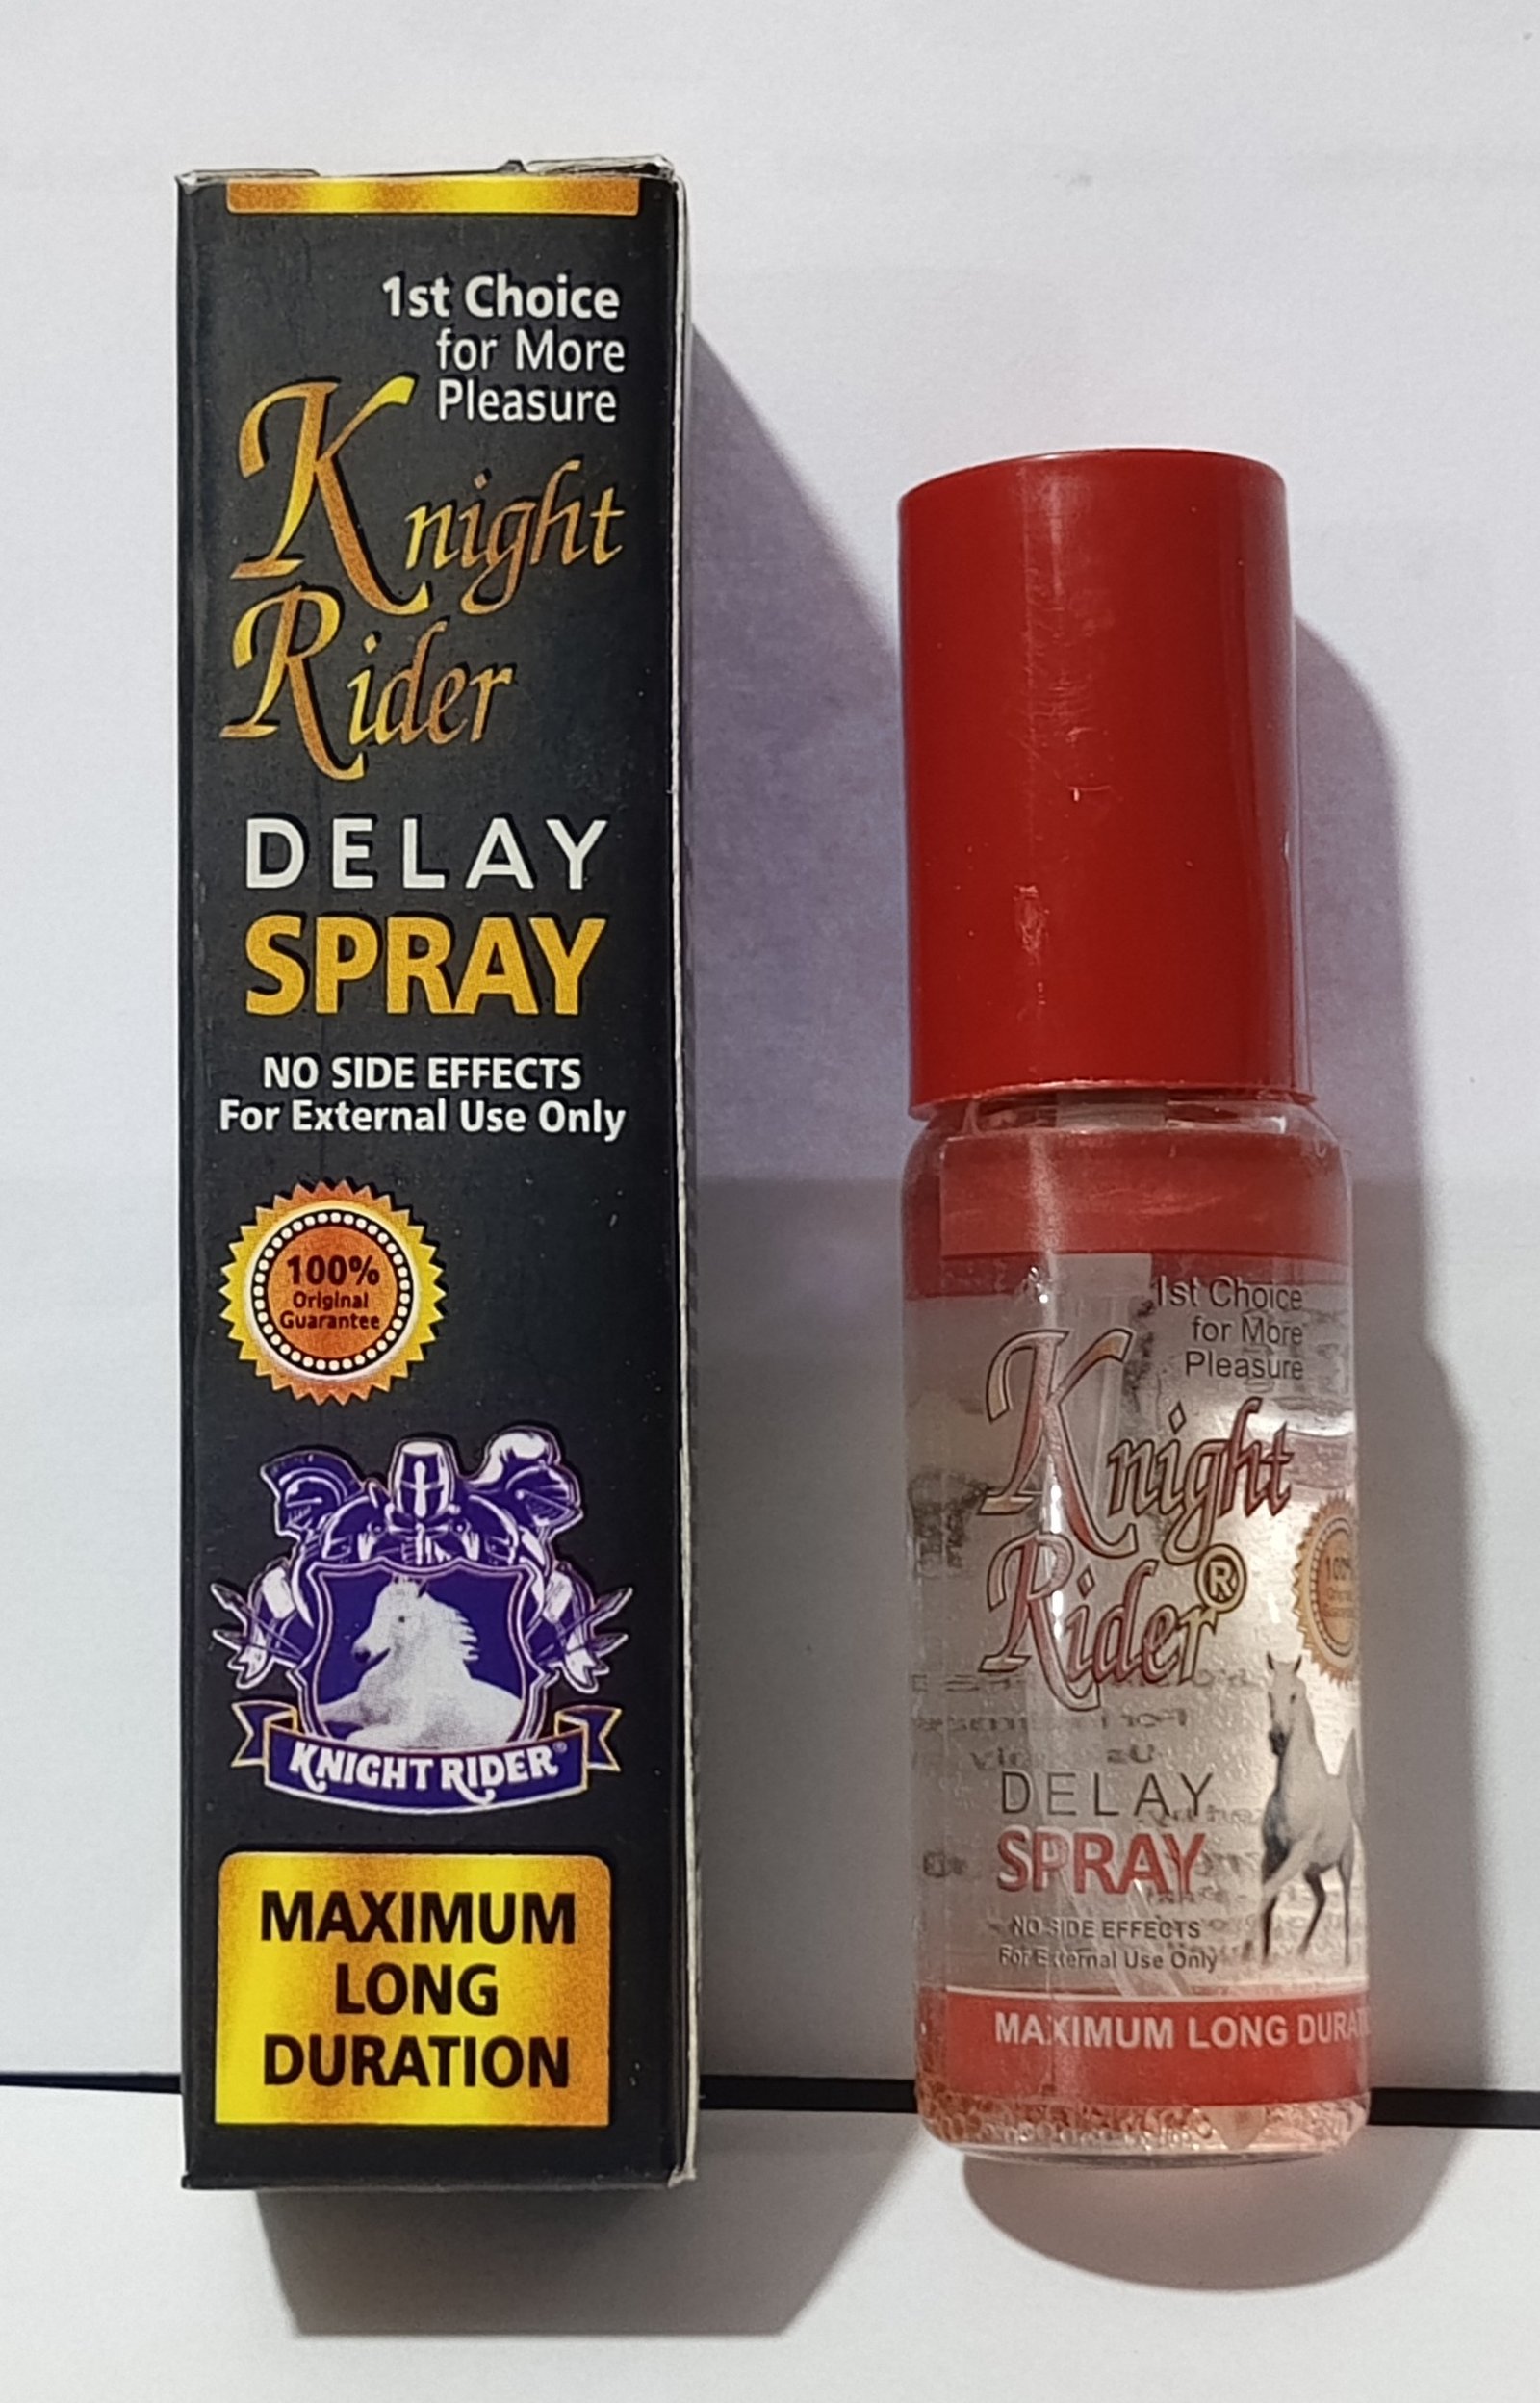 1st Choice
for More
Pleasure
Knight
Rider
DELAY
SPRAY
NO SIDE EFFECTS
For External Use Only
100%
Original
Guarantee
KNIGHT RIDER®
MAXIMUM
LONG
DURATION
1st Choice
for More
Pleasure
Knight
Rider®
DELAY
SPRAY
NO SIDE EFFECTS
For External Use Only
MAXIMUM LONG